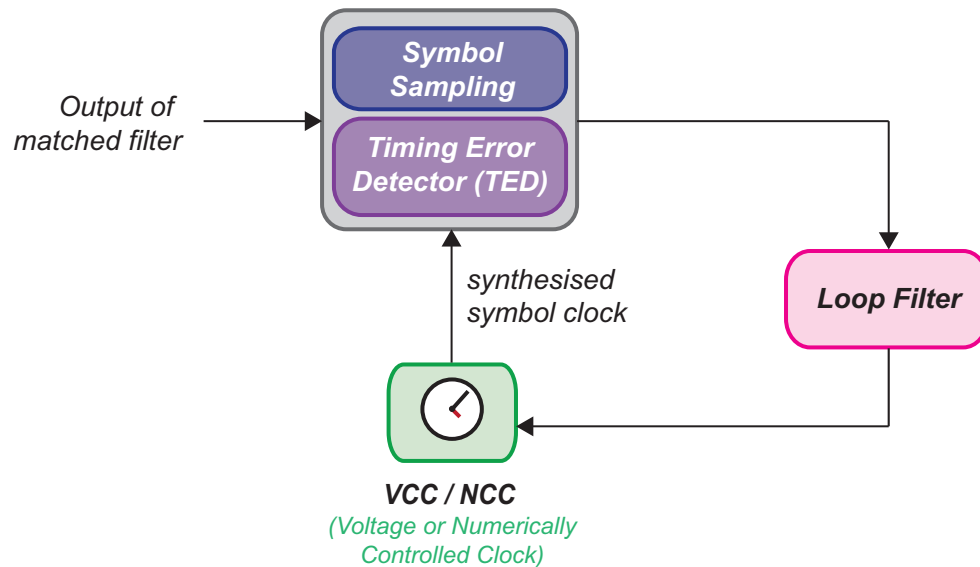 Symbol
Sampling
Output of
matched filter
Timing Error
Detector (TED)
synthesised
symbol clock
Loop Filter
VCC / NCC
(Voltage or Numerically
Controlled Clock)